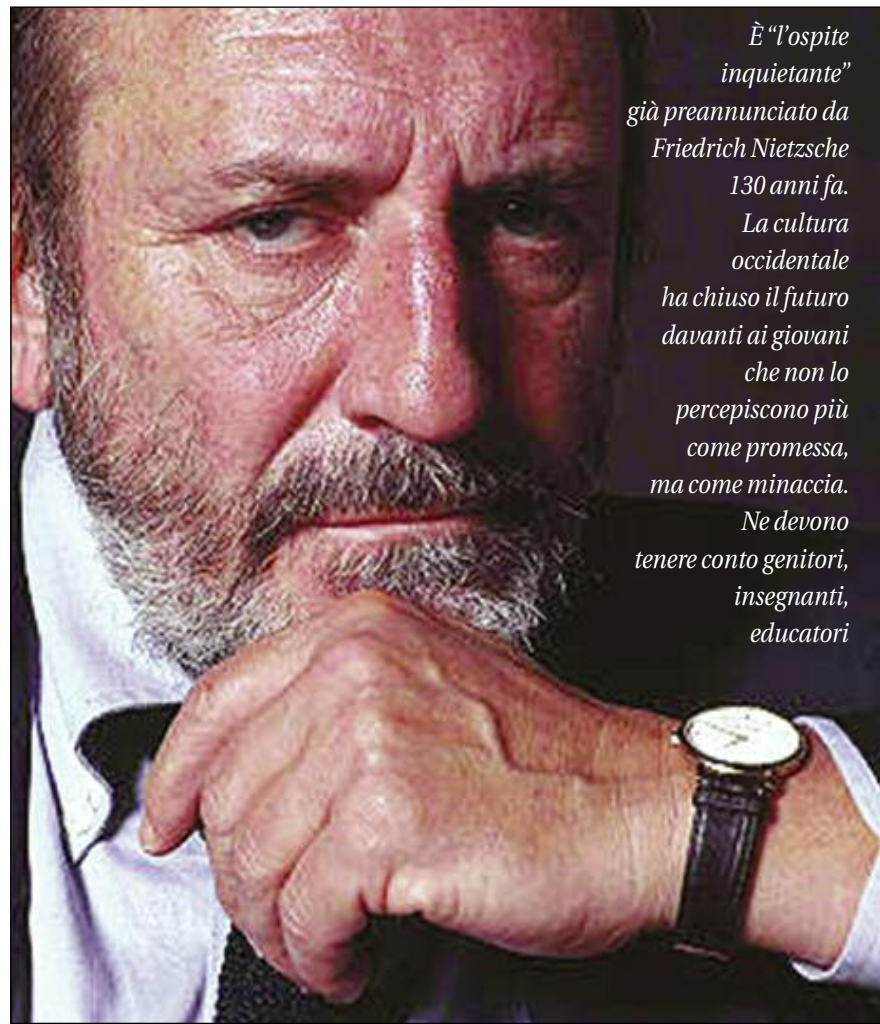 È “l’ospite
inquietante”
già preannunciato da
Friedrich Nietzsche
130 anni fa.
La cultura
occidentale
ha chiuso il futuro
davanti ai giovani
che non lo
percepiscono più
come promessa,
ma come minaccia.
Ne devono
tenere conto genitori,
insegnanti,
educatori